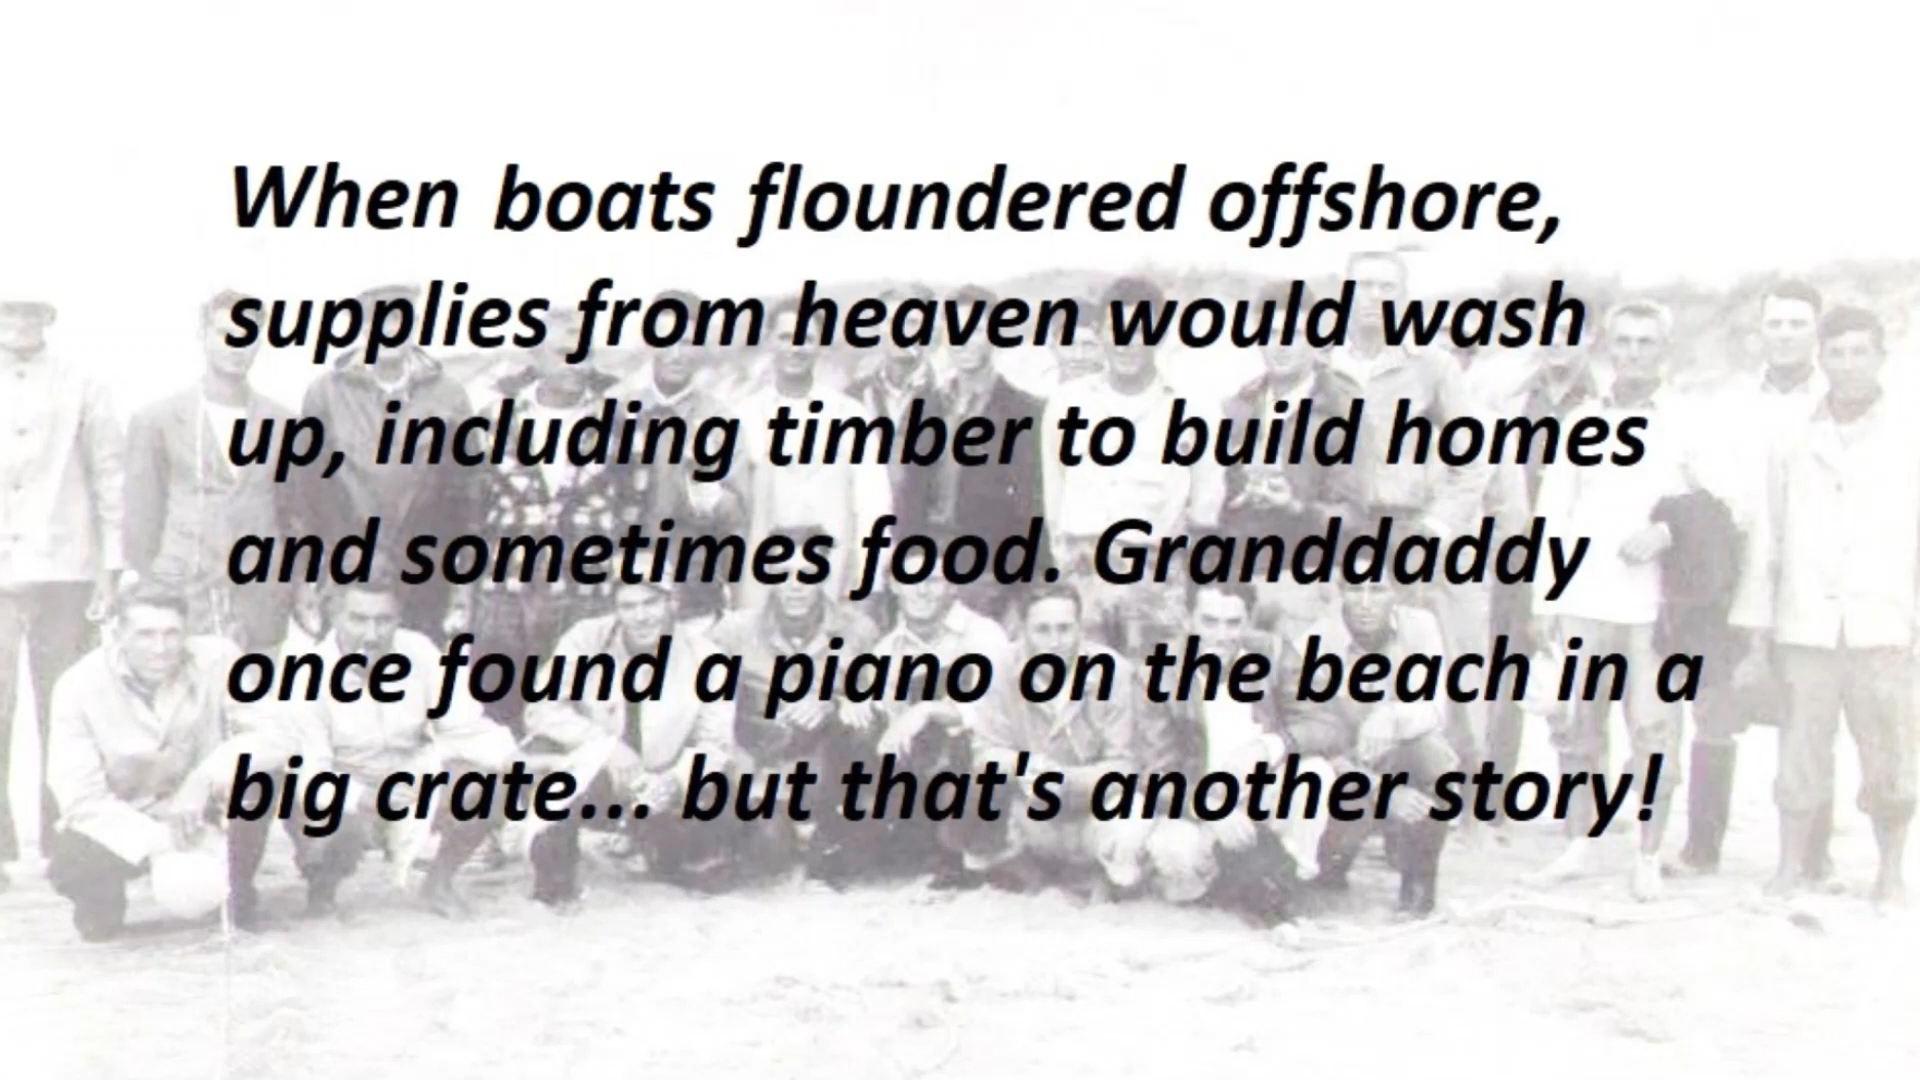 When boats floundered offshore,
supplies from heaven would wash
up, including timber to build homes
and sometimes food. Granddaddy
once found a piano on the beach in a
big crate... but that's another story!